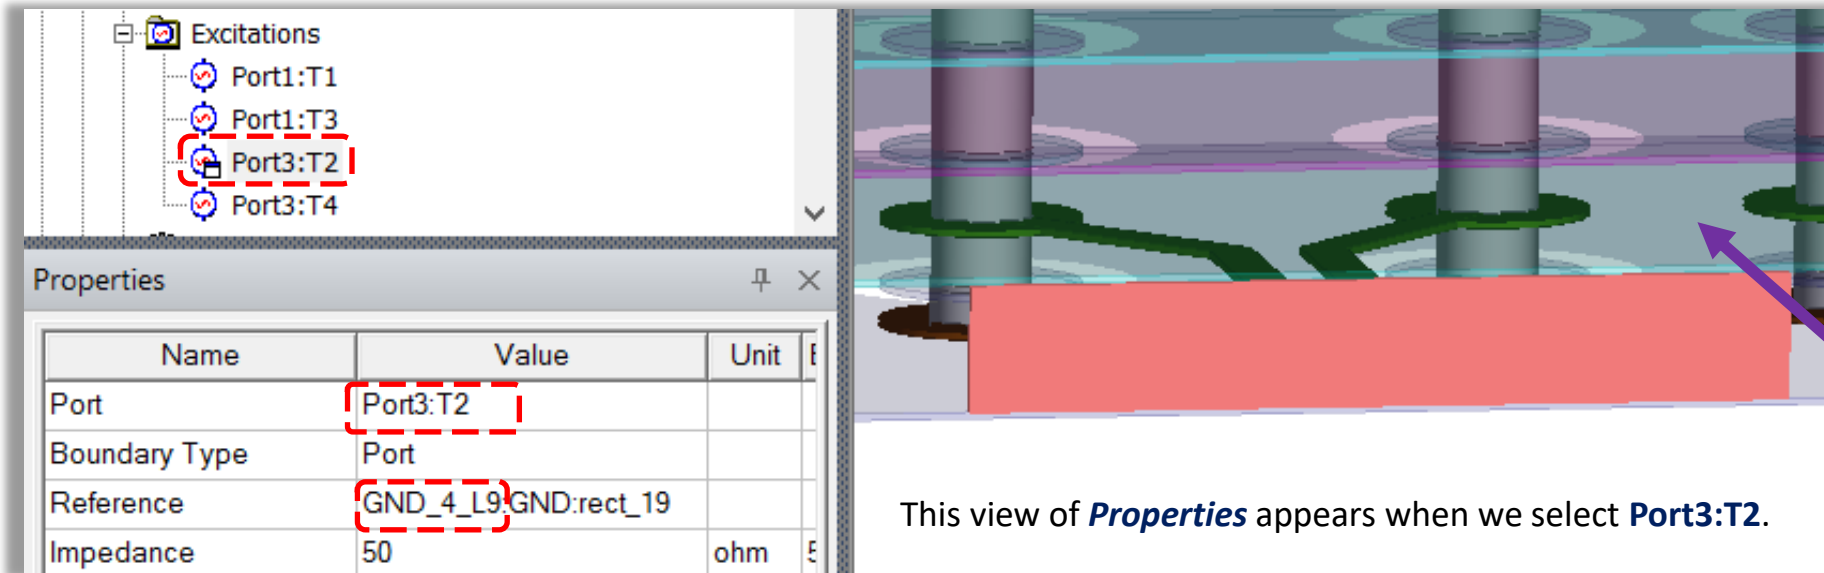 Excitations
Port1:T1
Port1:T3
Port3:T2
Port3:T4
Properties
Name Value Unit
Port Port3:T2
Boundary Type Port
Reference GND_4_L9:GND:rect_19
Impedance 50 ohm 5
This view of Properties appears when we select Port3:T2.